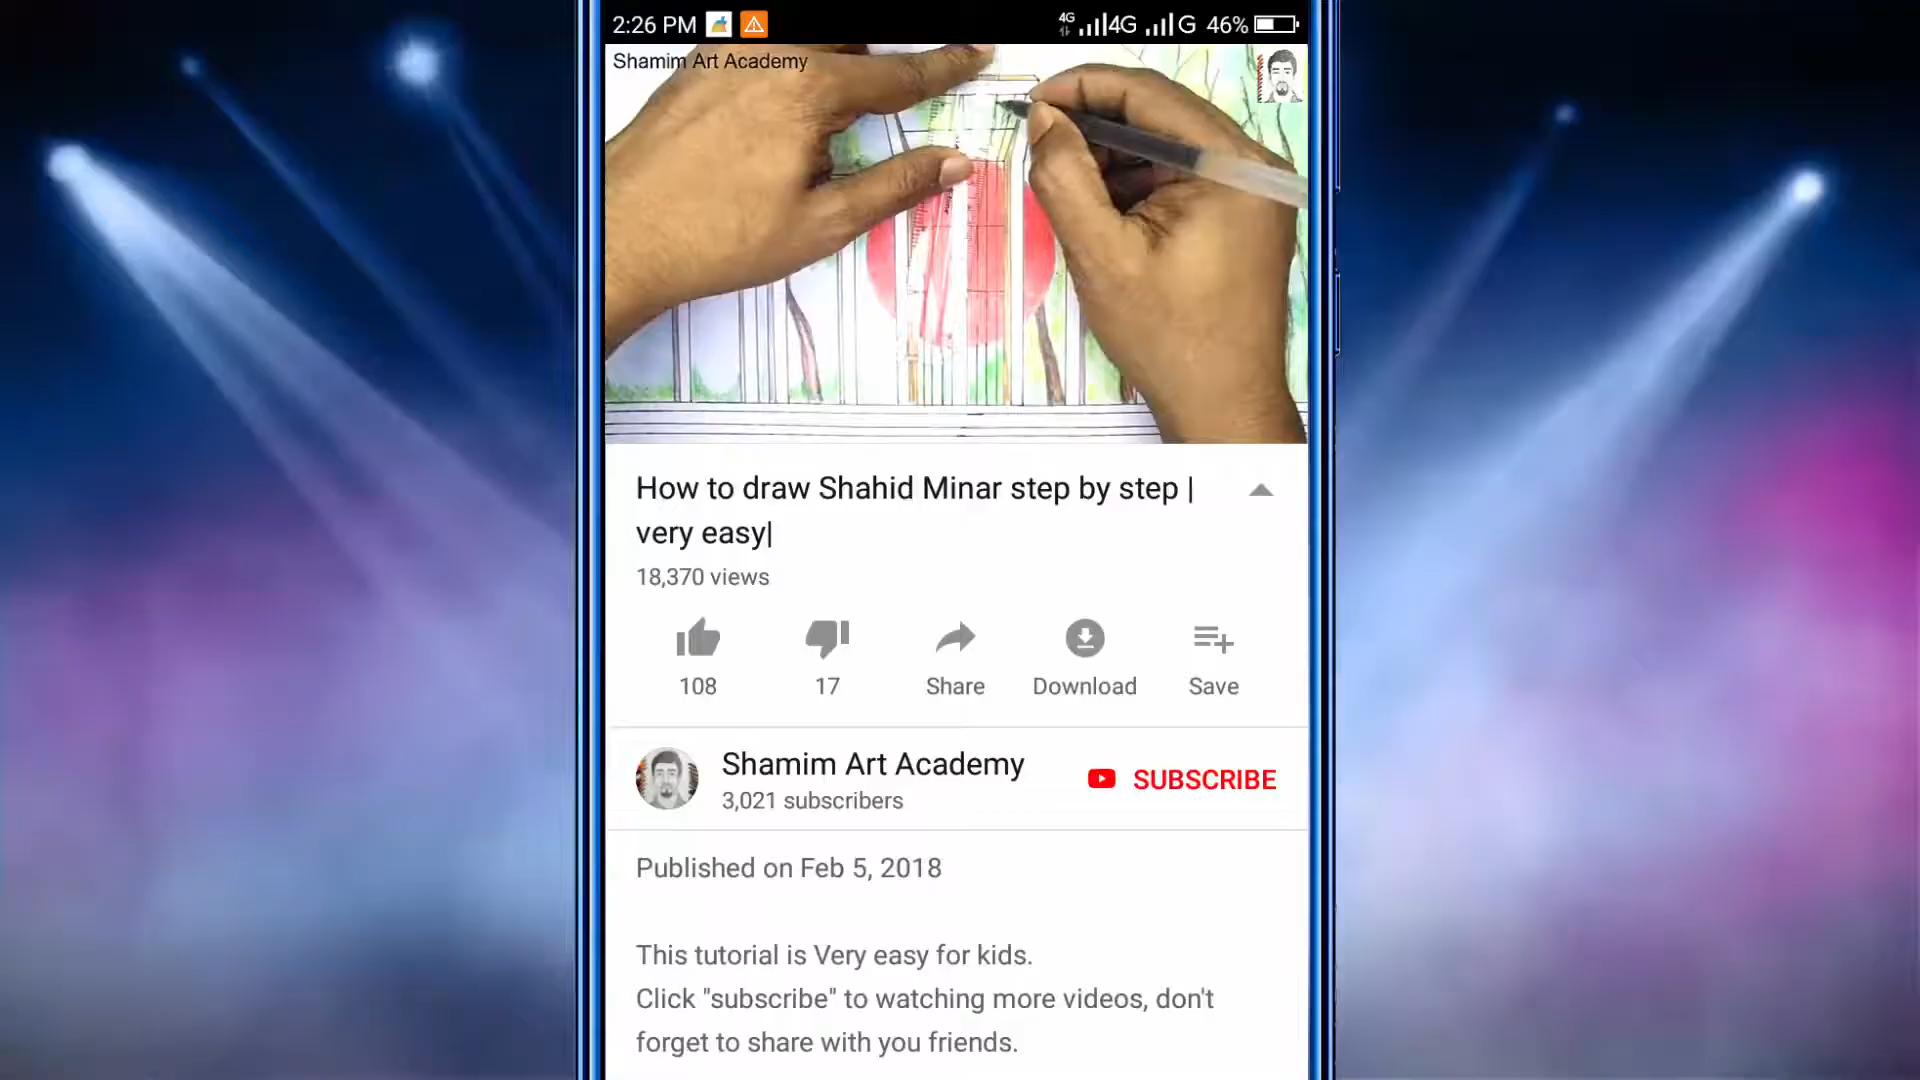 2:26 PM 4G 4G G 46%
Shamim Art Academy
How to draw Shahid Minar step by step |
very easy|
18,370 views
108 17 Share Download Save
Shamim Art Academy
3,021 subscribers
SUBSCRIBE
Published on Feb 5, 2018
This tutorial is Very easy for kids.
Click "subscribe" to watching more videos, don't
forget to share with you friends.